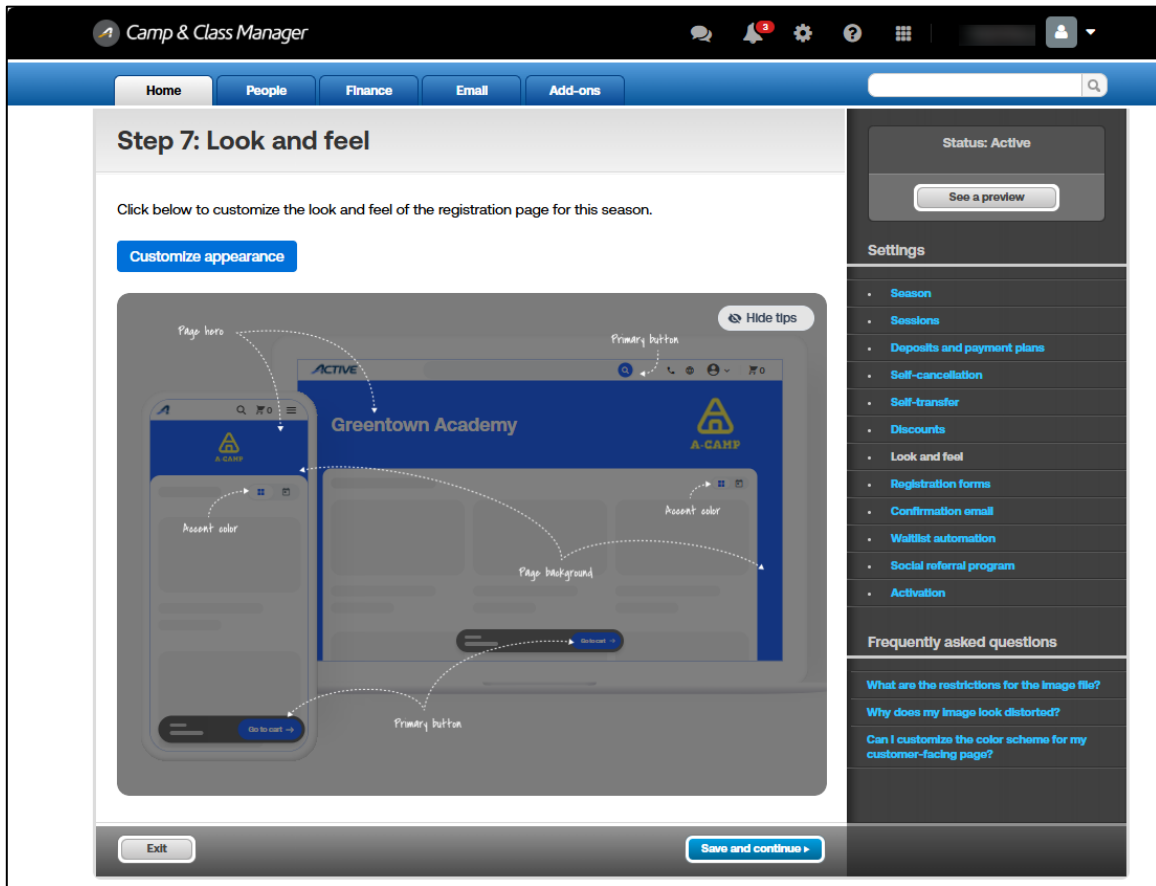 Camp & Class Manager
3
Home
People
Finance
Email
Add-ons
Step 7: Look and feel
Click below to customize the look and feel of the registration page for this season.
Customize appearance
Hide tips
Page hero
Primary button
ACTIVE
0
Greentown Academy
A-CAMP
0
A-CAMP
Accent color
Accent color
Page background
Go to cart →
Go to cart →
Primary button
Exit
Save and continue ▸
Status: Active
See a preview
Settings
• Season
• Sessions
• Deposits and payment plans
• Self-cancellation
• Self-transfer
• Discounts
• Look and feel
• Registration forms
• Confirmation email
• Waitlist automation
• Social referral program
• Activation
Frequently asked questions
What are the restrictions for the image file?
Why does my image look distorted?
Can I customize the color scheme for my
customer-facing page?